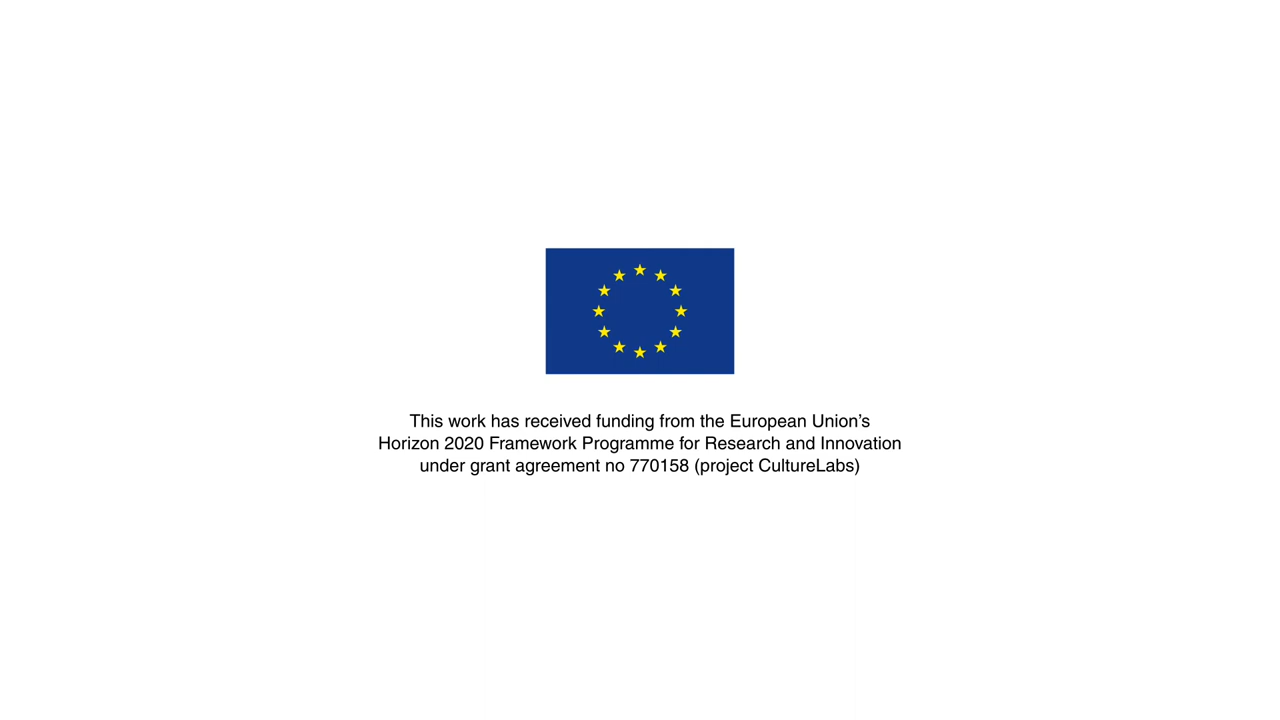 This work has received funding from the European Union’s
Horizon 2020 Framework Programme for Research and Innovation
under grant agreement no 770158 (project CultureLabs)